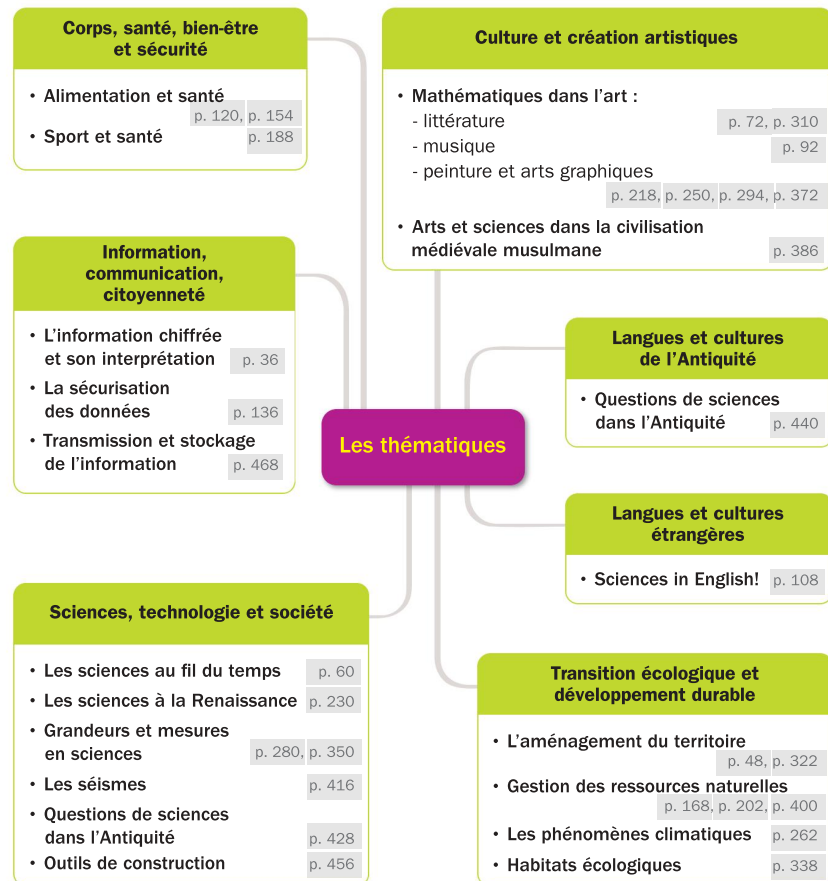 Corps, santé, bien-être
et sécurité
• Alimentation et santé
p. 120, p. 154
• Sport et santé p. 188
Culture et création artistiques
• Mathématiques dans l'art :
- littérature p. 72, p. 310
- musique p. 92
- peinture et arts graphiques
p. 218, p. 250, p. 294, p. 372
• Arts et sciences dans la civilisation
médiévale musulmane p. 386
Information,
communication,
citoyenneté
• L'information chiffrée
et son interprétation p. 36
• La sécurisation
des données p. 136
• Transmission et stockage
de l'information p. 468
Langues et cultures
de l'Antiquité
• Questions de sciences
dans l'Antiquité p. 440
Les thématiques
Langues et cultures
étrangères
• Sciences in English! p. 108
Sciences, technologie et société
• Les sciences au fil du temps p. 60
• Les sciences à la Renaissance p. 230
• Grandeurs et mesures
en sciences p. 280, p. 350
• Les séismes p. 416
• Questions de sciences
dans l'Antiquité p. 428
• Outils de construction p. 456
Transition écologique et
développement durable
• L'aménagement du territoire
p. 48, p. 322
• Gestion des ressources naturelles
p. 168, p. 202, p. 400
• Les phénomènes climatiques p. 262
• Habitats écologiques p. 338